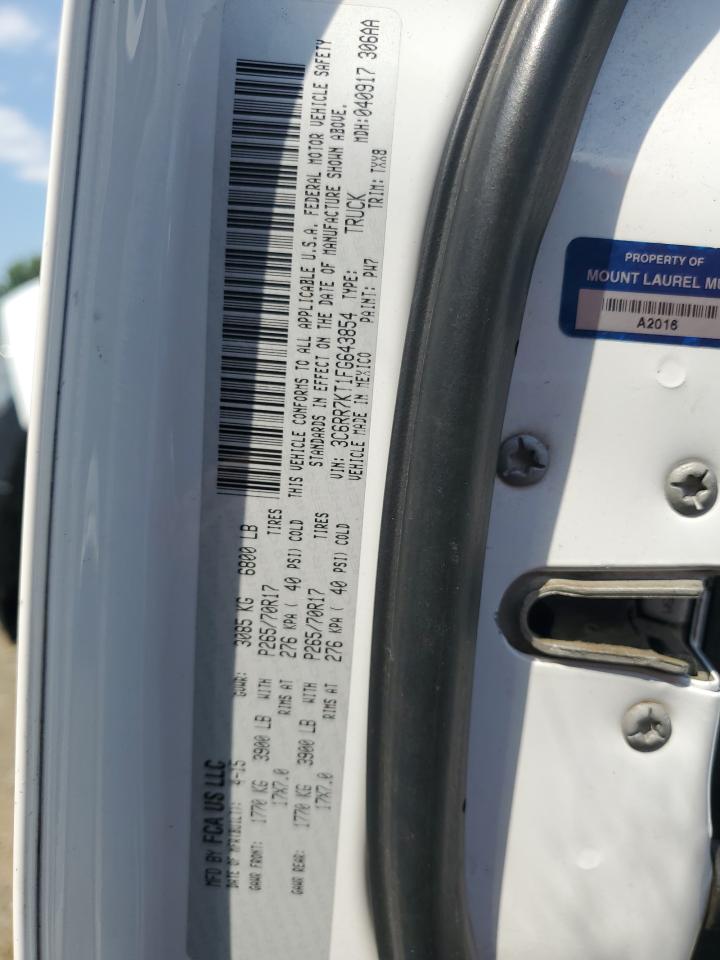 MFD BY FCA US LLC
DATE OF MFR(BUILT): 4-15 GVWR: 3085 KG 6800 LB
GAWR FRONT: 1770 KG 3900 LB WITH P265/70R17 TIRES
17X7.0 RIMS AT 276 KPA ( 40 PSI) COLD
GAWR REAR: 1770 KG 3900 LB WITH P265/70R17 TIRES
17X7.0 RIMS AT 276 KPA ( 40 PSI) COLD
THIS VEHICLE CONFORMS TO ALL APPLICABLE U.S.A. FEDERAL MOTOR VEHICLE SAFETY
STANDARDS IN EFFECT ON THE DATE OF MANUFACTURE SHOWN ABOVE.
VIN: 3C6RR7KT1FG643854 TYPE: TRUCK MDH:040917 306AA
VEHICLE MADE IN MEXICO PAINT: PW7 TRIM: TXX8
PROPERTY OF
MOUNT LAUREL MU
A2016